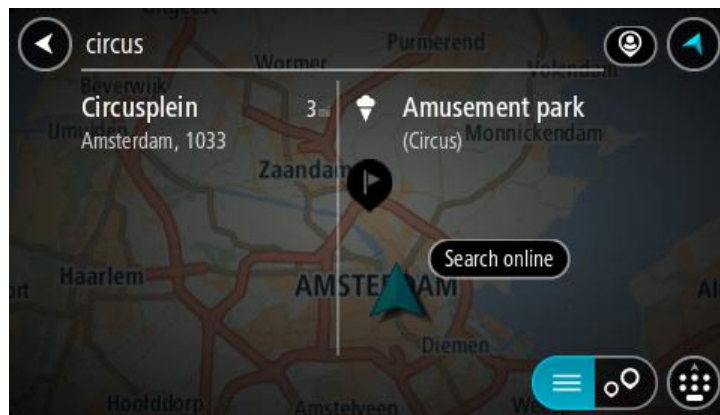 circus
Purmerend
Wormer
Volendam
Beverwijk
Circusplein 3 mi
Amsterdam, 1033
Amusement park
(Circus)
Monnickendam
Zaandam
Search online
Haarlem
AMSTERDAM
Diemen
Hoofddorp
Amstelveen